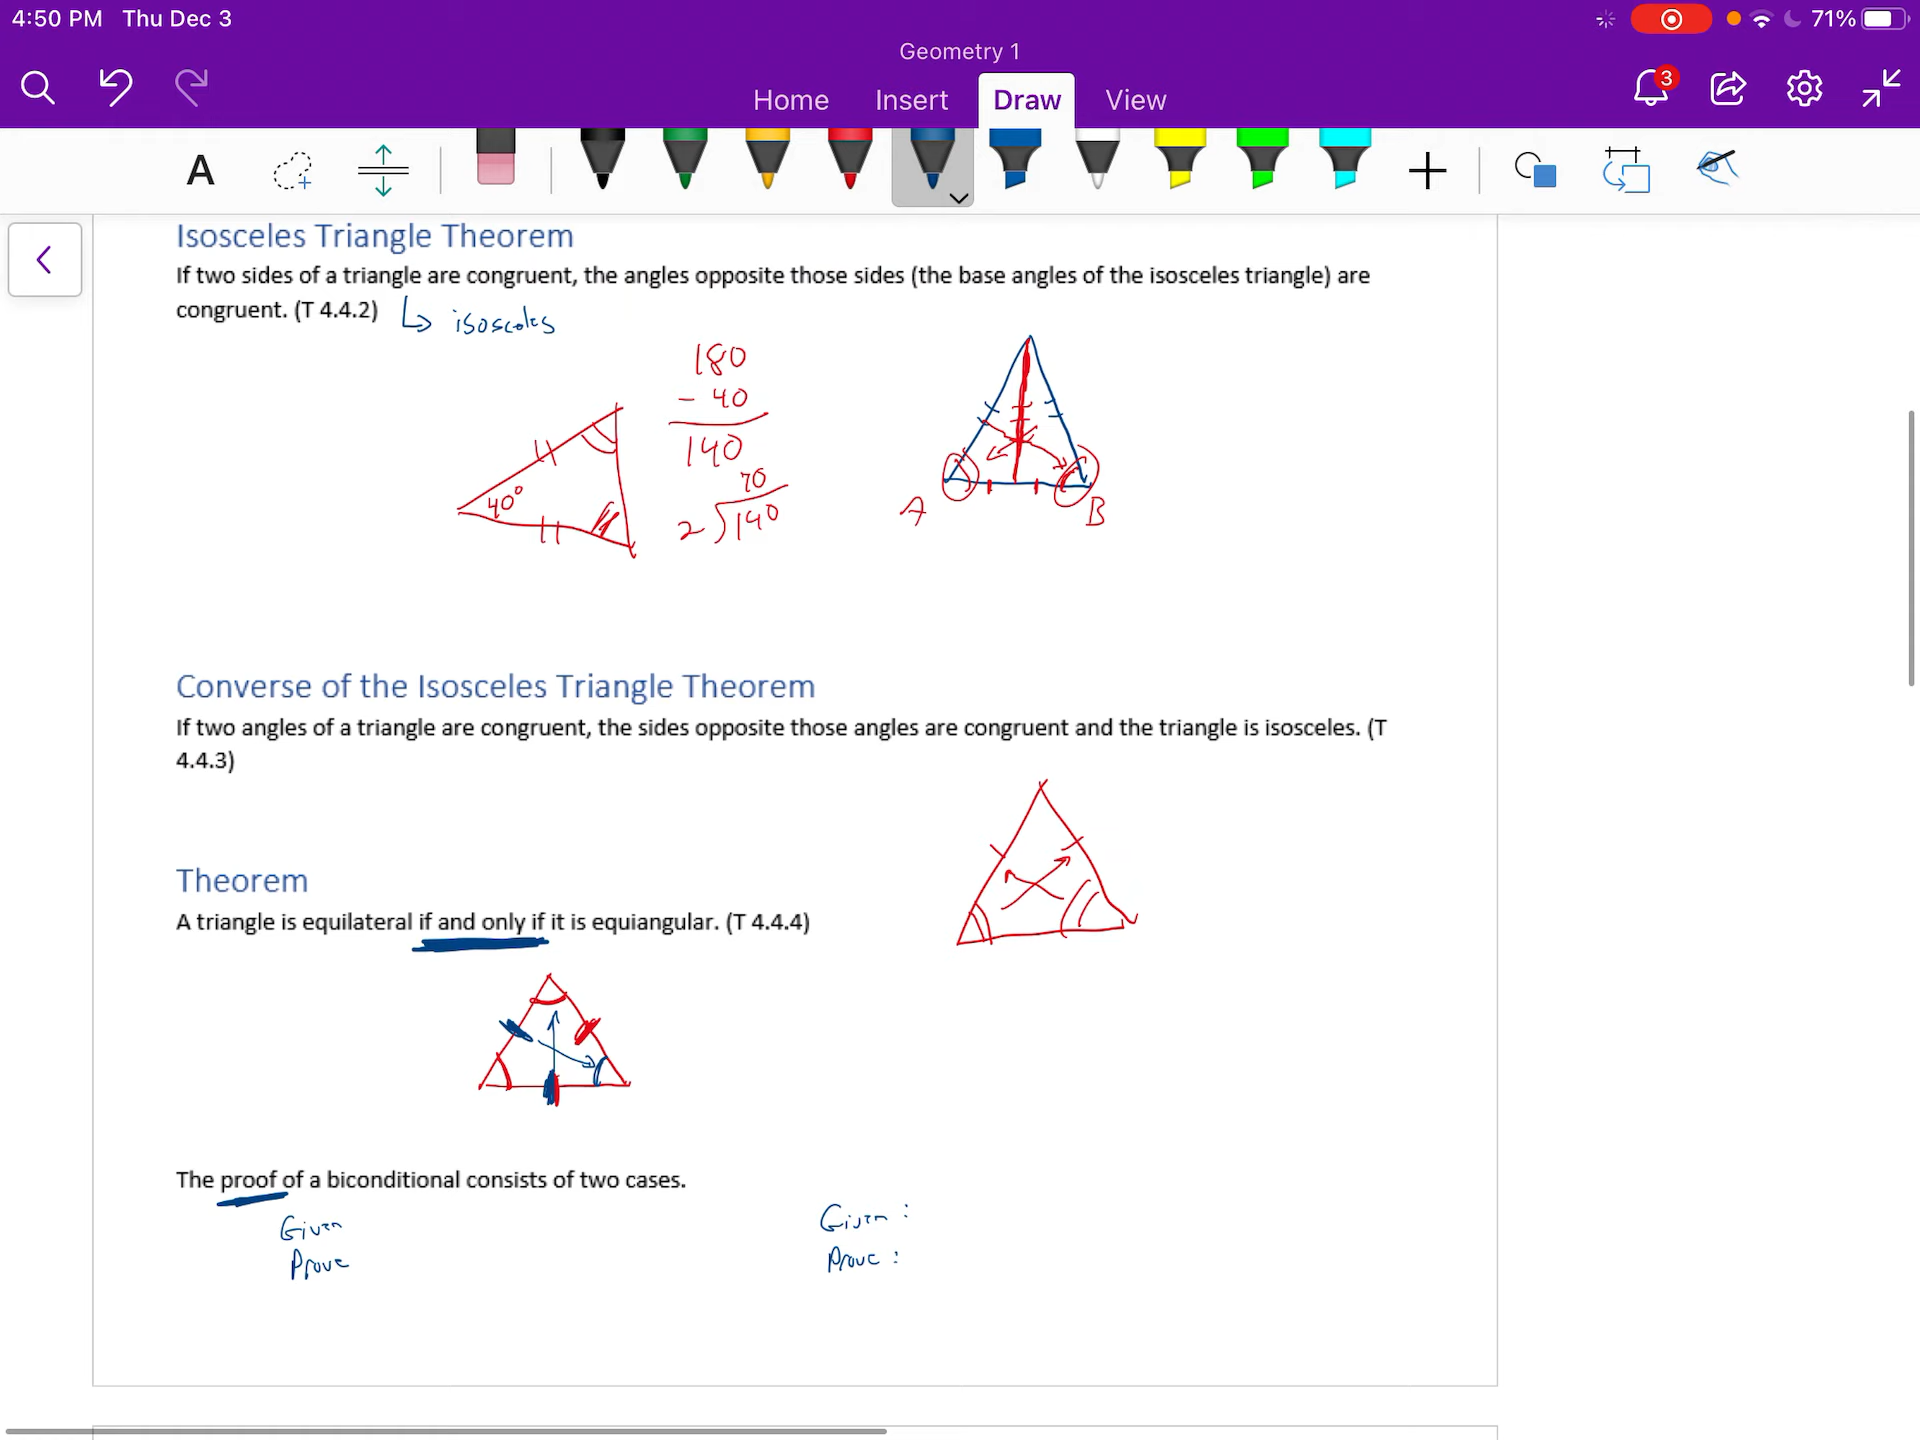 4:50 PM Thu Dec 3
71%
Geometry 1
Home Insert Draw View
3
A
Isosceles Triangle Theorem
If two sides of a triangle are congruent, the angles opposite those sides (the base angles of the isosceles triangle) are
congruent. (T 4.4.2)
isosceles
180
- 40
140
70
2 140
40°
A
B
Converse of the Isosceles Triangle Theorem
If two angles of a triangle are congruent, the sides opposite those angles are congruent and the triangle is isosceles. (T
4.4.3)
Theorem
A triangle is equilateral if and only if it is equiangular. (T 4.4.4)
The proof of a biconditional consists of two cases.
Given
Prove
Given :
Prove :